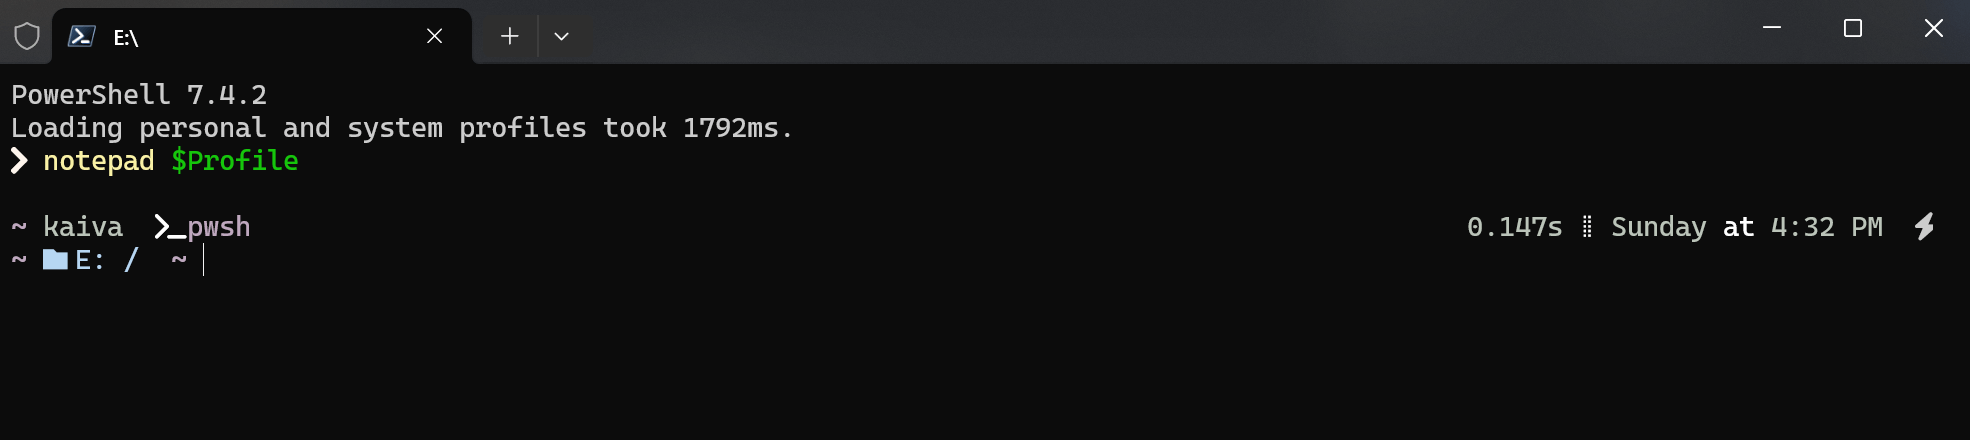 E:\
PowerShell 7.4.2
Loading personal and system profiles took 1792ms.
❯ notepad $Profile
~ kaiva >_pwsh 0.147s ⣿ Sunday at 4:32 PM
~ E: / ~